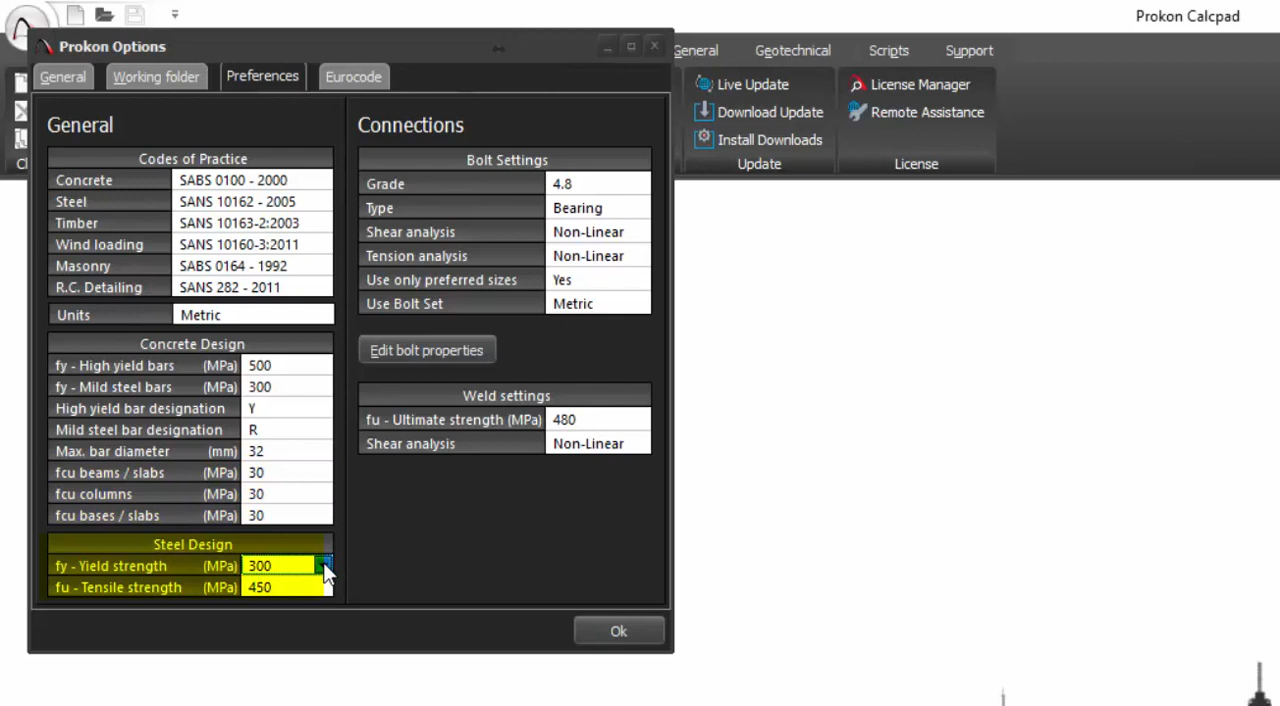 Prokon Calcpad
Prokon Options
General
Geotechnical
Scripts
Support
General
Working folder
Preferences
Eurocode
Live Update
Download Update
Install Downloads
Update
License Manager
Remote Assistance
License
General
Codes of Practice
Concrete SABS 0100 - 2000
Steel SANS 10162 - 2005
Timber SANS 10163-2:2003
Wind loading SANS 10160-3:2011
Masonry SABS 0164 - 1992
R.C. Detailing SANS 282 - 2011
Units Metric
Concrete Design
fy - High yield bars (MPa) 500
fy - Mild steel bars (MPa) 300
High yield bar designation Y
Mild steel bar designation R
Max. bar diameter (mm) 32
fcu beams / slabs (MPa) 30
fcu columns (MPa) 30
fcu bases / slabs (MPa) 30
Steel Design
fy - Yield strength (MPa) 300
fu - Tensile strength (MPa) 450
Connections
Bolt Settings
Grade 4.8
Type Bearing
Shear analysis Non-Linear
Tension analysis Non-Linear
Use only preferred sizes Yes
Use Bolt Set Metric
Edit bolt properties
Weld settings
fu - Ultimate strength (MPa) 480
Shear analysis Non-Linear
Ok